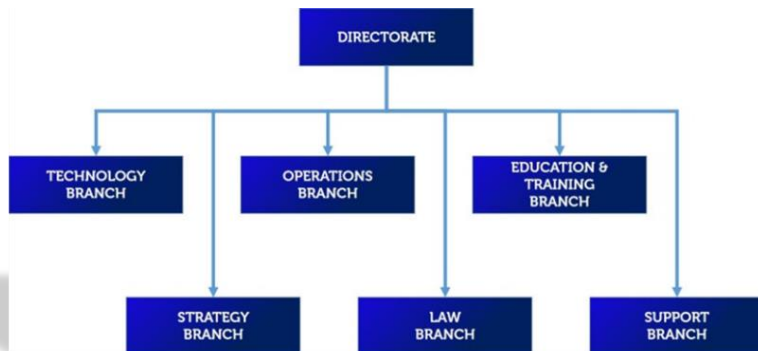 DIRECTORATE
TECHNOLOGY
BRANCH
OPERATIONS
BRANCH
EDUCATION &
TRAINING
BRANCH
STRATEGY
BRANCH
LAW
BRANCH
SUPPORT
BRANCH